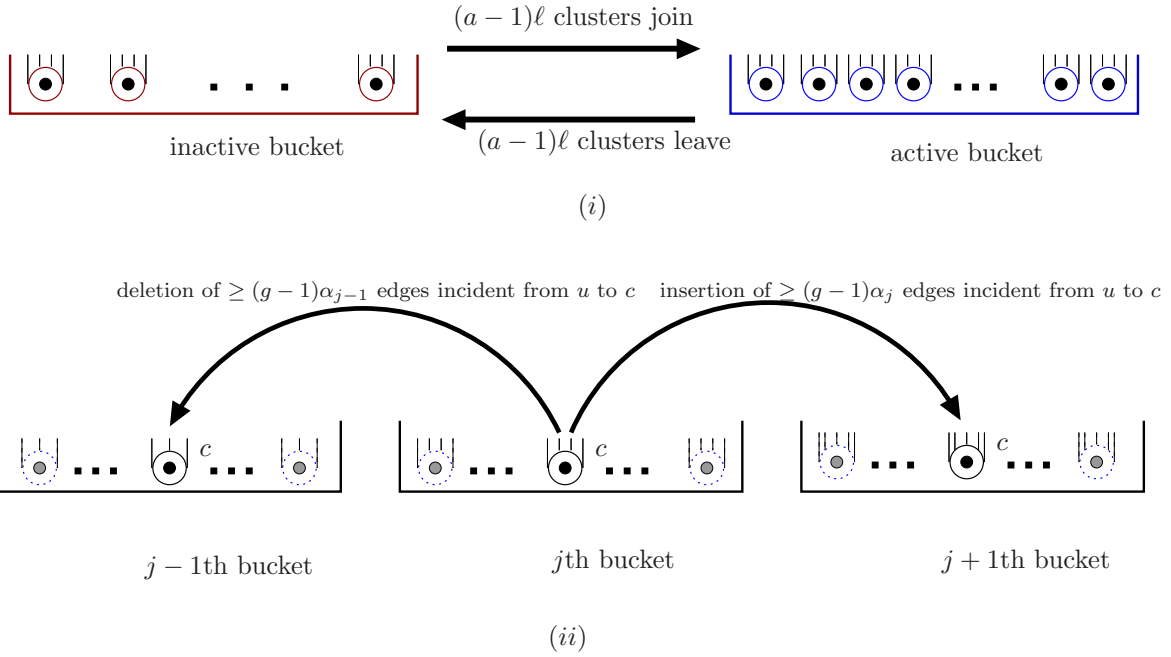 (a − 1)ℓ clusters join
(a − 1)ℓ clusters leave
inactive bucket
active bucket
(i)
deletion of ≥ (g − 1)α_{j−1} edges incident from u to c
insertion of ≥ (g − 1)α_j edges incident from u to c
c
c
c
j − 1th bucket
jth bucket
j + 1th bucket
(ii)